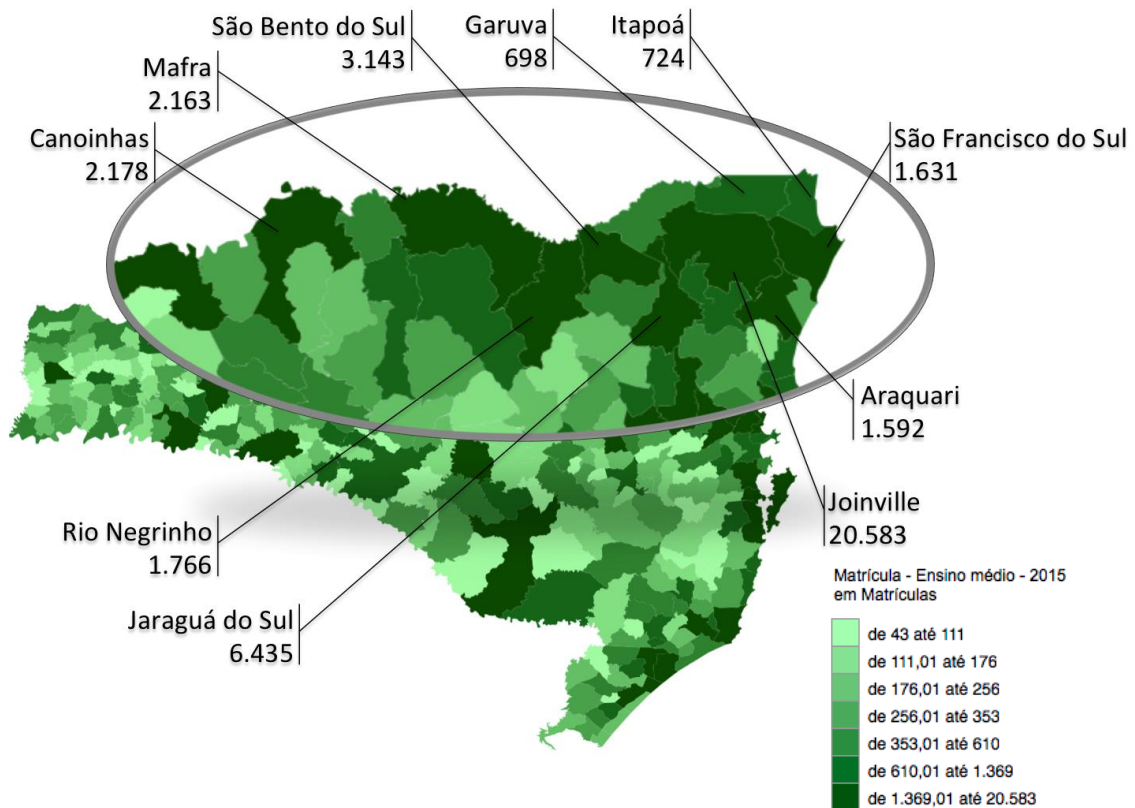 São Bento do Sul
3.143
Garuva
698
Itapoá
724
Mafra
2.163
Canoinhas
2.178
São Francisco do Sul
1.631
Araquari
1.592
Joinville
20.583
Rio Negrinho
1.766
Jaraguá do Sul
6.435
Matrícula - Ensino médio - 2015
em Matrículas
de 43 até 111
de 111,01 até 176
de 176,01 até 256
de 256,01 até 353
de 353,01 até 610
de 610,01 até 1.369
de 1.369,01 até 20.583